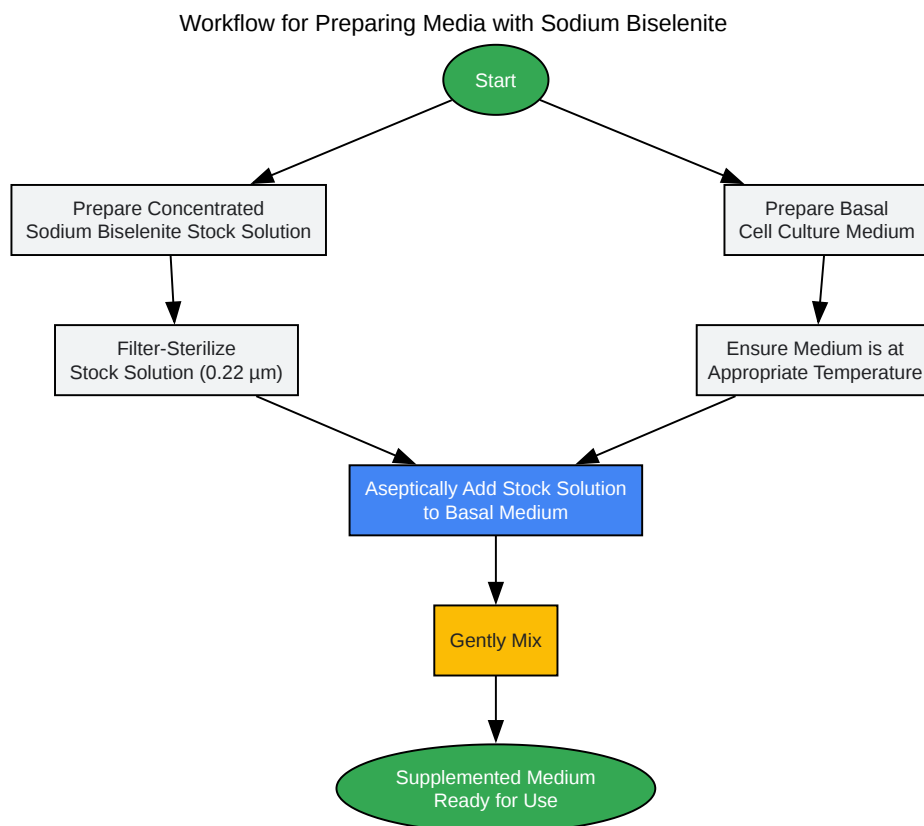 Workflow for Preparing Media with Sodium Biselenite
Start
Prepare Concentrated
Sodium Biselenite Stock Solution
Prepare Basal
Cell Culture Medium
Filter-Sterilize
Stock Solution (0.22 µm)
Ensure Medium is at
Appropriate Temperature
Aseptically Add Stock Solution
to Basal Medium
Gently Mix
Supplemented Medium
Ready for Use